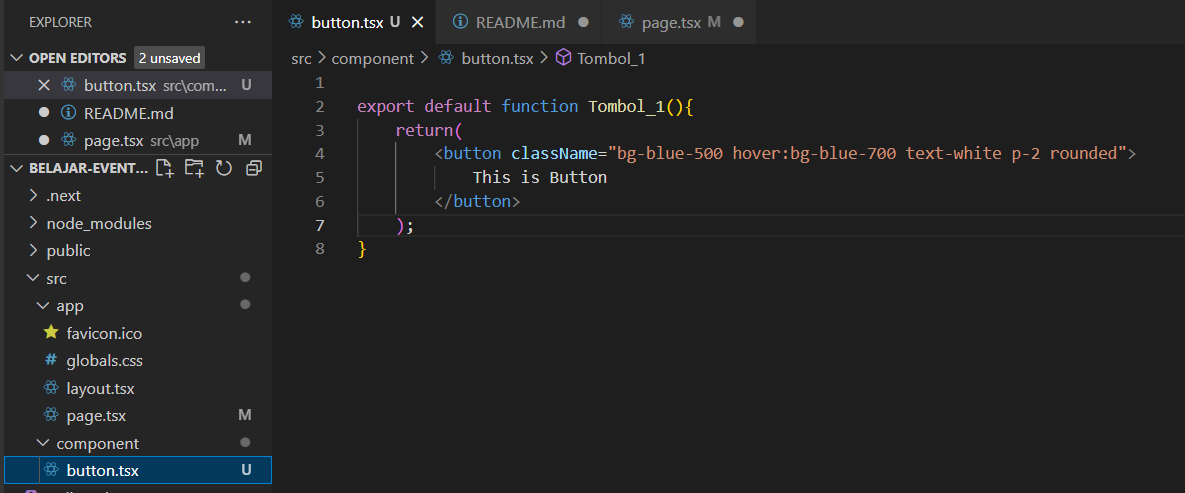 EXPLORER ...
OPEN EDITORS 2 unsaved
button.tsx src\com... U
README.md
page.tsx src\app M
BELAJAR-EVENT...
.next
node_modules
public
src
app
favicon.ico
# globals.css
layout.tsx
page.tsx M
component
button.tsx U
button.tsx U README.md page.tsx M
src > component > button.tsx > Tombol_1
1
2 export default function Tombol_1(){
3 return(
4 <button className="bg-blue-500 hover:bg-blue-700 text-white p-2 rounded">
5 This is Button
6 </button>
7 );
8 }